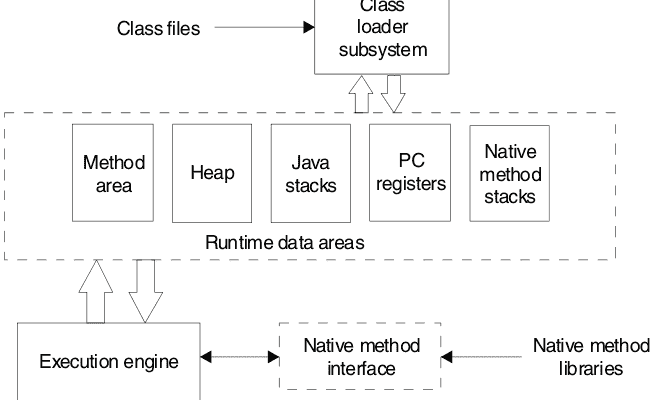 Class
Class files
loader
subsystem
Method
area
Heap
Java
stacks
PC
registers
Native
method
stacks
Runtime data areas
Execution engine
Native method
interface
Native method
libraries